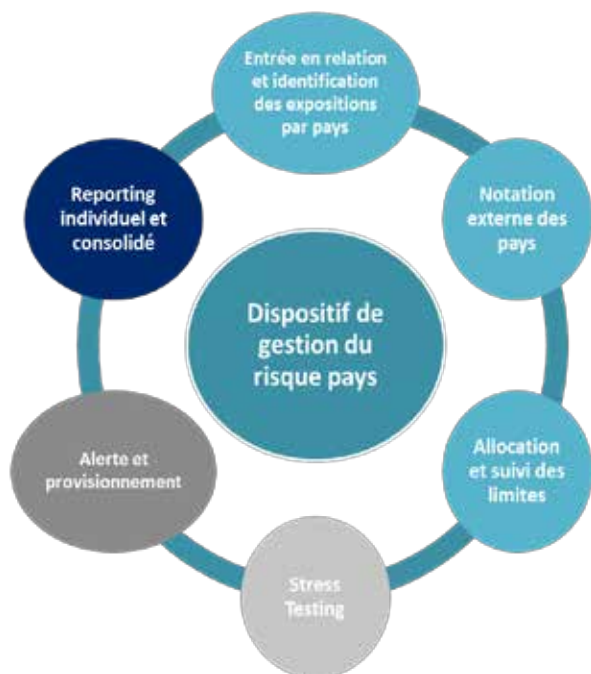 Entrée en relation
et identification
des expositions
par pays
Notation
externe des
pays
Allocation
et suivi des
limites
Stress
Testing
Alerte et
provisionnement
Reporting
individuel et
consolidé
Dispositif de
gestion du
risque pays